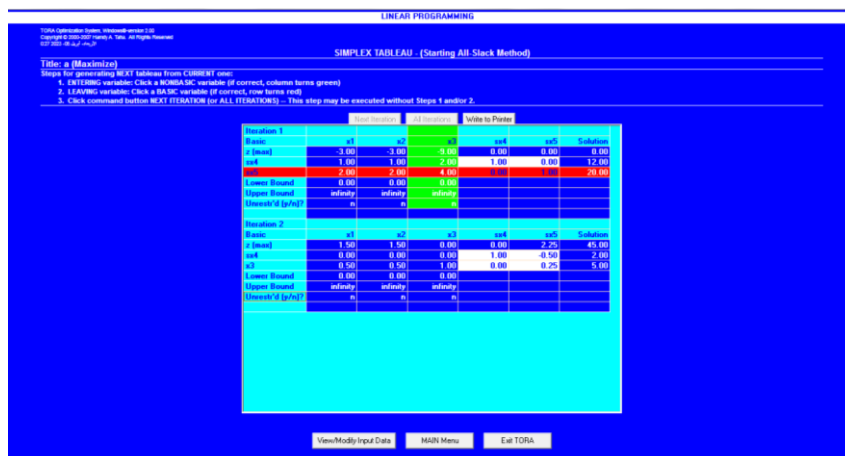 LINEAR PROGRAMMING
TORA Optimization System, Windows®-version 2.00
Copyright © 2000-2007 Hamdy A. Taha. All Rights Reserved
SIMPLEX TABLEAU - (Starting All-Slack Method)
Title: a (Maximize)
Steps for generating NEXT tableau from CURRENT one:
1. ENTERING variable: Click a NONBASIC variable (if correct, column turns green)
2. LEAVING variable: Click a BASIC variable (if correct, row turns red)
3. Click command button NEXT ITERATION (or ALL ITERATIONS) -- This step may be executed without Steps 1 and/or 2.
Next Iteration All Iterations Write to Printer
Iteration 1
Basic x1 x2 x3 sx4 sx5 Solution
z (max) -3.00 -3.00 -9.00 0.00 0.00 0.00
sx4 1.00 1.00 2.00 1.00 0.00 12.00
sx5 2.00 2.00 4.00 0.00 1.00 20.00
Lower Bound 0.00 0.00 0.00
Upper Bound infinity infinity infinity
Unrestr'd (y/n)? n n n
Iteration 2
Basic x1 x2 x3 sx4 sx5 Solution
z (max) 1.50 1.50 0.00 0.00 2.25 45.00
sx4 0.00 0.00 0.00 1.00 -0.50 2.00
x3 0.50 0.50 1.00 0.00 0.25 5.00
Lower Bound 0.00 0.00 0.00
Upper Bound infinity infinity infinity
Unrestr'd (y/n)? n n n
View/Modify Input Data MAIN Menu Exit TORA